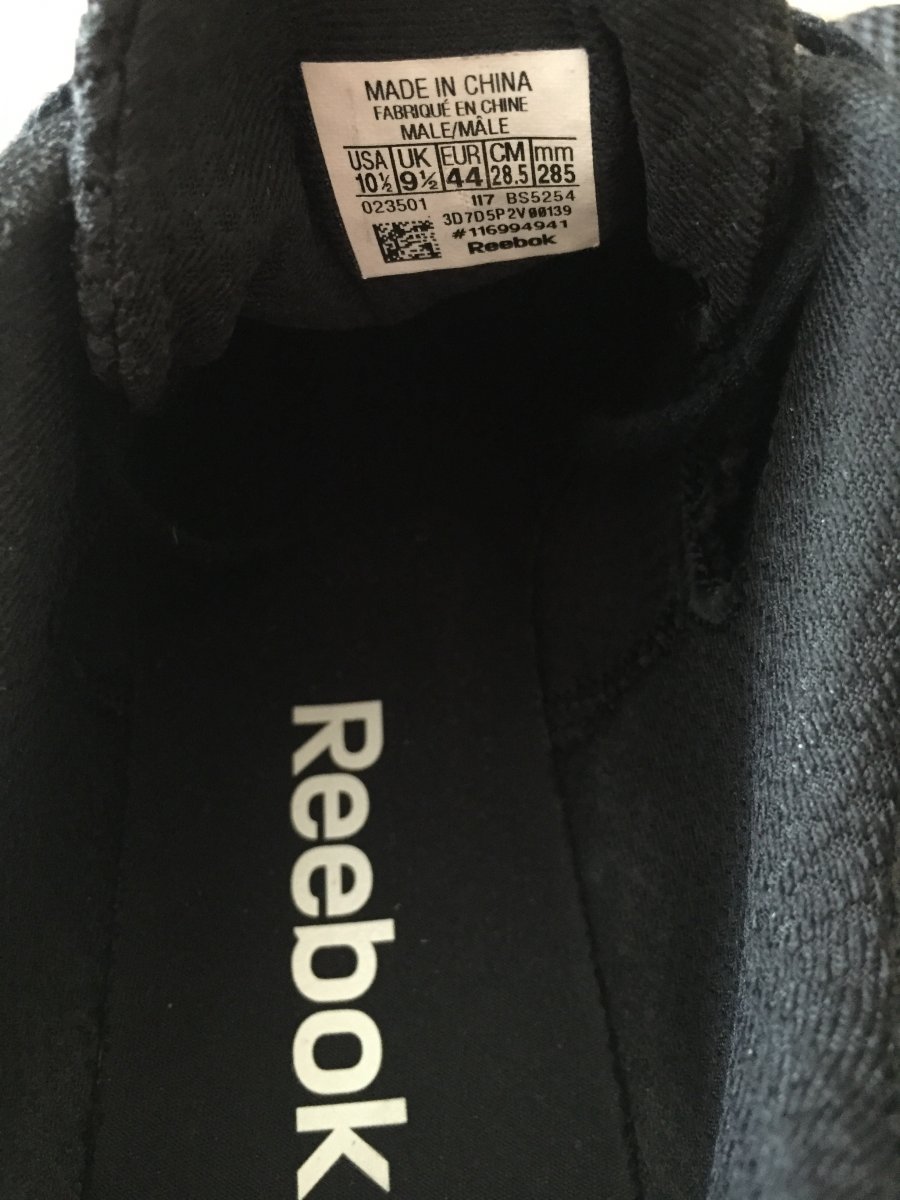 MADE IN CHINA
FABRIQUÉ EN CHINE
MALE/MÂLE
USA UK EUR CM mm
10½ 9½ 44 28.5 285
023501 117 BS5254
3D7D5P2V00139
#116994941
Reebok
Reebok